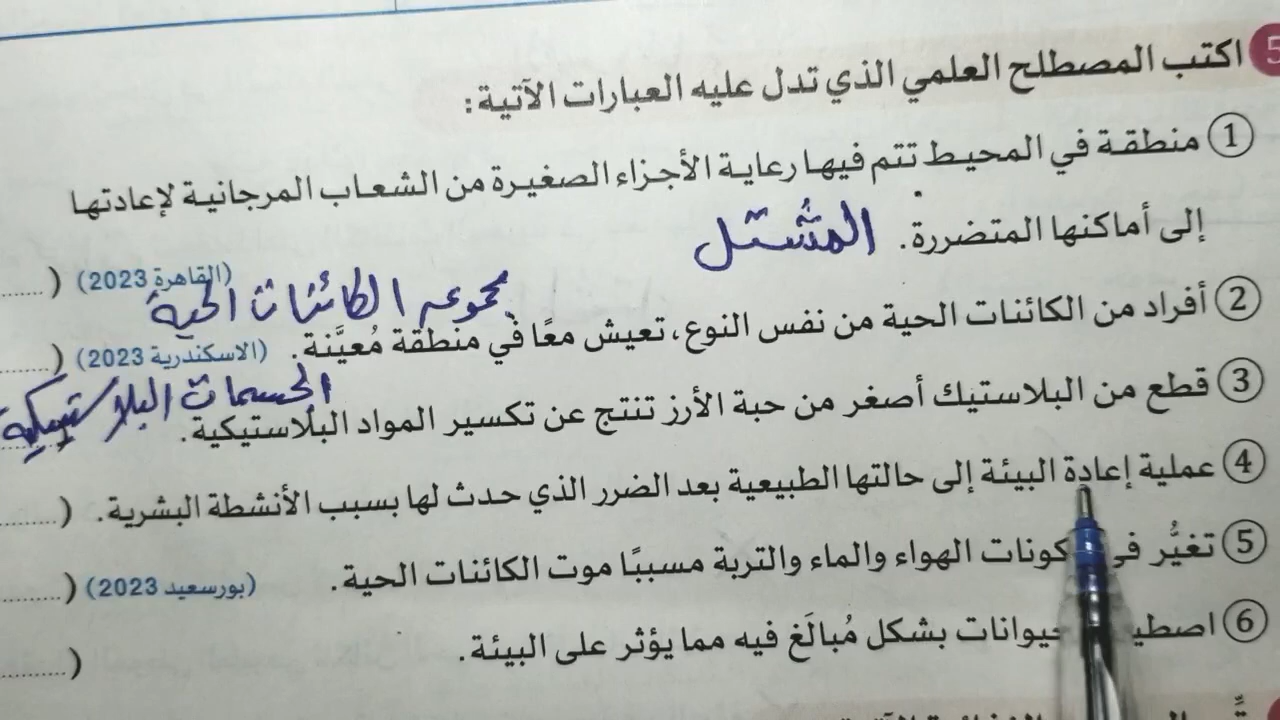 5 اكتب المصطلح العلمي الذي تدل عليه العبارات الآتية:
1 منطقة في المحيط تتم فيها رعاية الأجزاء الصغيرة من الشعاب المرجانية لإعادتها
إلى أماكنها المتضررة. المشتل
(القاهرة 2023) (........
مجموعه الكائنات الحية
2 أفراد من الكائنات الحية من نفس النوع، تعيش معًا في منطقة مُعيَّنة. (الاسكندرية 2023) (........
الجسيمات البلاستيكية
3 قطع من البلاستيك أصغر من حبة الأرز تنتج عن تكسير المواد البلاستيكية.
4 عملية إعادة البيئة إلى حالتها الطبيعية بعد الضرر الذي حدث لها بسبب الأنشطة البشرية. (........
5 تغيُّر في كونات الهواء والماء والتربة مسببًا موت الكائنات الحية. (بورسعيد 2023) (........
6 اصطي حيوانات بشكل مُبالَغ فيه مما يؤثر على البيئة. (........